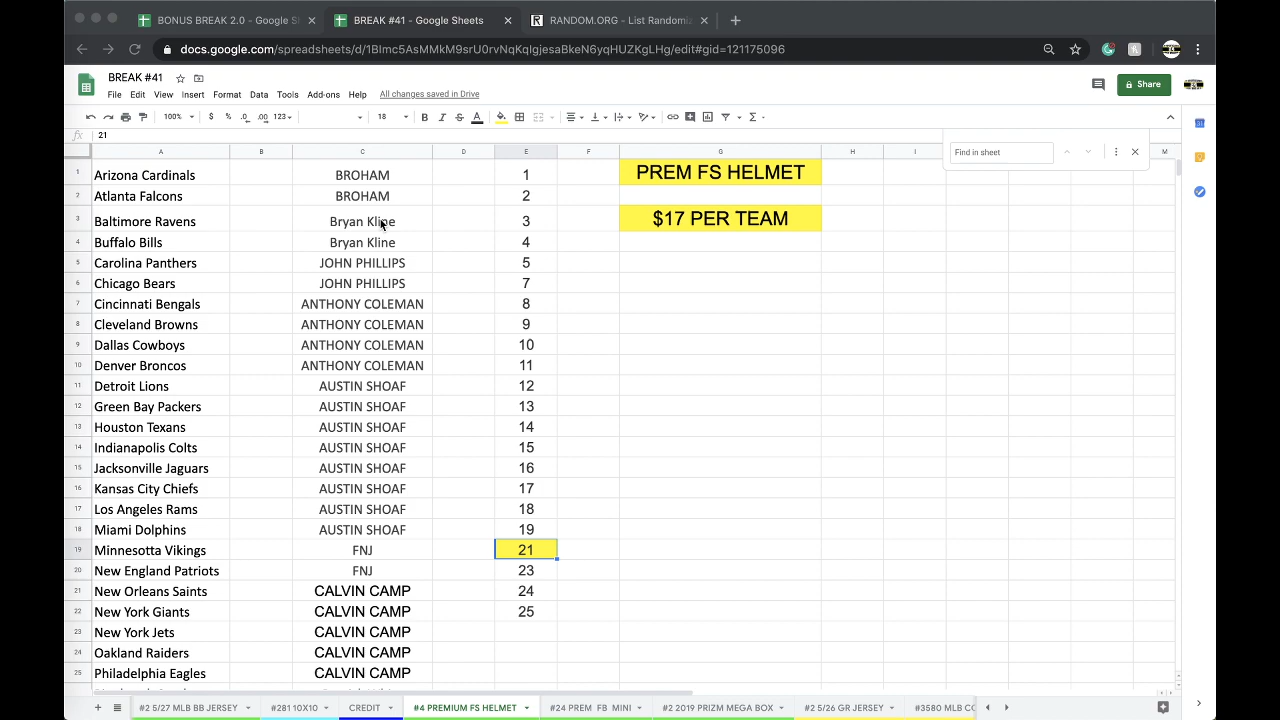 BONUS BREAK 2.0 - Google S
BREAK #41 - Google Sheets
RANDOM.ORG - List Randomiz
BREAK #41
File Edit View Insert Format Data Tools Add-ons Help All changes saved in Drive
Share
100% $ % .0 .00 123 18 B I S A
fx 21
Find in sheet
A B C D E F G H I M
1 Arizona Cardinals BROHAM 1 PREM FS HELMET
2 Atlanta Falcons BROHAM 2
3 Baltimore Ravens Bryan Kline 3 $17 PER TEAM
4 Buffalo Bills Bryan Kline 4
5 Carolina Panthers JOHN PHILLIPS 5
6 Chicago Bears JOHN PHILLIPS 7
7 Cincinnati Bengals ANTHONY COLEMAN 8
8 Cleveland Browns ANTHONY COLEMAN 9
9 Dallas Cowboys ANTHONY COLEMAN 10
10 Denver Broncos ANTHONY COLEMAN 11
11 Detroit Lions AUSTIN SHOAF 12
12 Green Bay Packers AUSTIN SHOAF 13
13 Houston Texans AUSTIN SHOAF 14
14 Indianapolis Colts AUSTIN SHOAF 15
15 Jacksonville Jaguars AUSTIN SHOAF 16
16 Kansas City Chiefs AUSTIN SHOAF 17
17 Los Angeles Rams AUSTIN SHOAF 18
18 Miami Dolphins AUSTIN SHOAF 19
19 Minnesotta Vikings FNJ 21
20 New England Patriots FNJ 23
21 New Orleans Saints CALVIN CAMP 24
22 New York Giants CALVIN CAMP 25
23 New York Jets CALVIN CAMP
24 Oakland Raiders CALVIN CAMP
25 Philadelphia Eagles CALVIN CAMP
#2 5/27 MLB BB JERSEY #281 10X10 CREDIT #4 PREMIUM FS HELMET #24 PREM FB MINI #2 2019 PRIZM MEGA BOX #2 5/26 GR JERSEY #3580 MLB CO